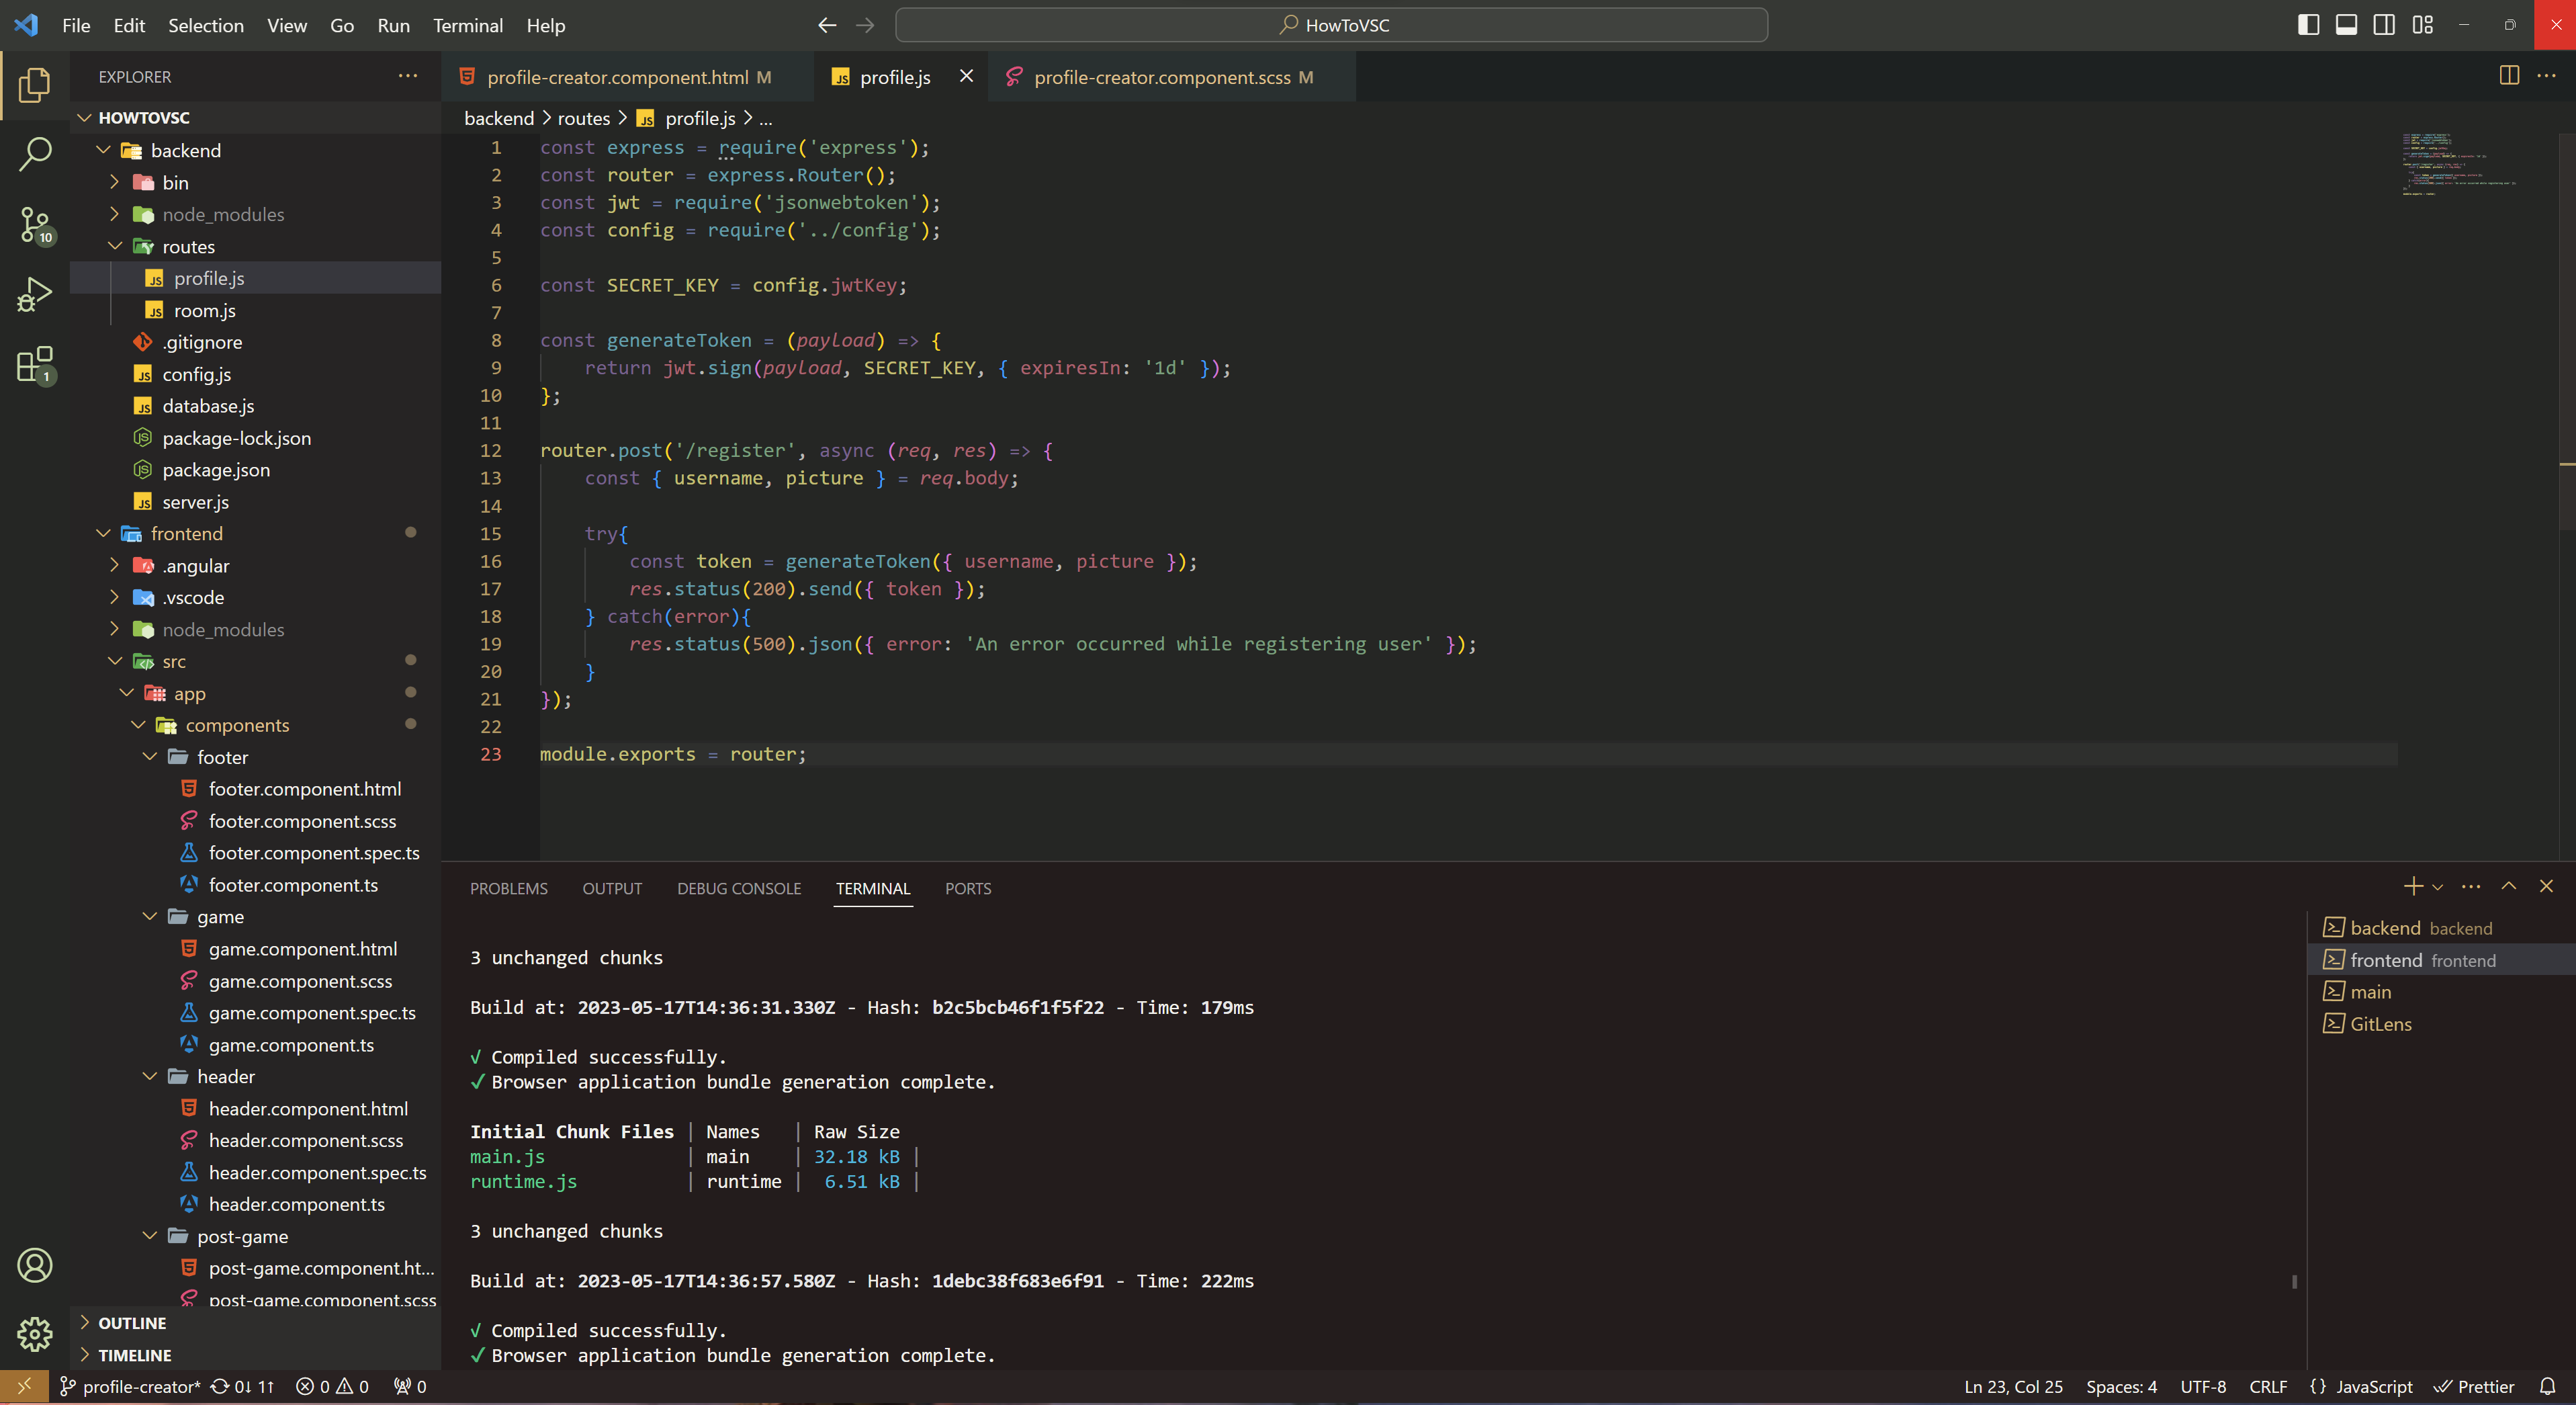 File Edit Selection View Go Run Terminal Help
HowToVSC
EXPLORER
HOWTOVSC
backend
bin
node_modules
routes
profile.js
room.js
.gitignore
config.js
database.js
package-lock.json
package.json
server.js
frontend
.angular
.vscode
node_modules
src
app
components
footer
footer.component.html
footer.component.scss
footer.component.spec.ts
footer.component.ts
game
game.component.html
game.component.scss
game.component.spec.ts
game.component.ts
header
header.component.html
header.component.scss
header.component.spec.ts
header.component.ts
post-game
post-game.component.ht...
post-game.component.scss
OUTLINE
TIMELINE
10
1
profile-creator.component.html M
profile.js
profile-creator.component.scss M
backend > routes > JS profile.js > ...
1 const express = require('express');
2 const router = express.Router();
3 const jwt = require('jsonwebtoken');
4 const config = require('../config');
5
6 const SECRET_KEY = config.jwtKey;
7
8 const generateToken = (payload) => {
9 return jwt.sign(payload, SECRET_KEY, { expiresIn: '1d' });
10 };
11
12 router.post('/register', async (req, res) => {
13 const { username, picture } = req.body;
14
15 try{
16 const token = generateToken({ username, picture });
17 res.status(200).send({ token });
18 } catch(error){
19 res.status(500).json({ error: 'An error occurred while registering user' });
20 }
21 });
22
23 module.exports = router;
PROBLEMS OUTPUT DEBUG CONSOLE TERMINAL PORTS
3 unchanged chunks
Build at: 2023-05-17T14:36:31.330Z - Hash: b2c5bcb46f1f5f22 - Time: 179ms
√ Compiled successfully.
✔ Browser application bundle generation complete.
Initial Chunk Files | Names | Raw Size
main.js | main | 32.18 kB |
runtime.js | runtime | 6.51 kB |
3 unchanged chunks
Build at: 2023-05-17T14:36:57.580Z - Hash: 1debc38f683e6f91 - Time: 222ms
√ Compiled successfully.
✔ Browser application bundle generation complete.
backend backend
frontend frontend
main
GitLens
profile-creator* 0↓ 1↑ 0 0 0
Ln 23, Col 25 Spaces: 4 UTF-8 CRLF {} JavaScript Prettier